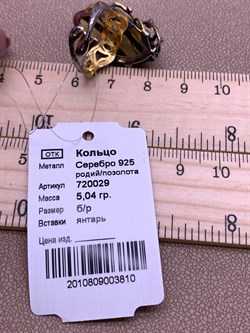 ОТК Кольцо
Металл Серебро 925
родий/позолота
Артикул 720029
Масса 5,04 гр.
Размер б/р
Вставки янтарь
Цена изд.
2010809003810